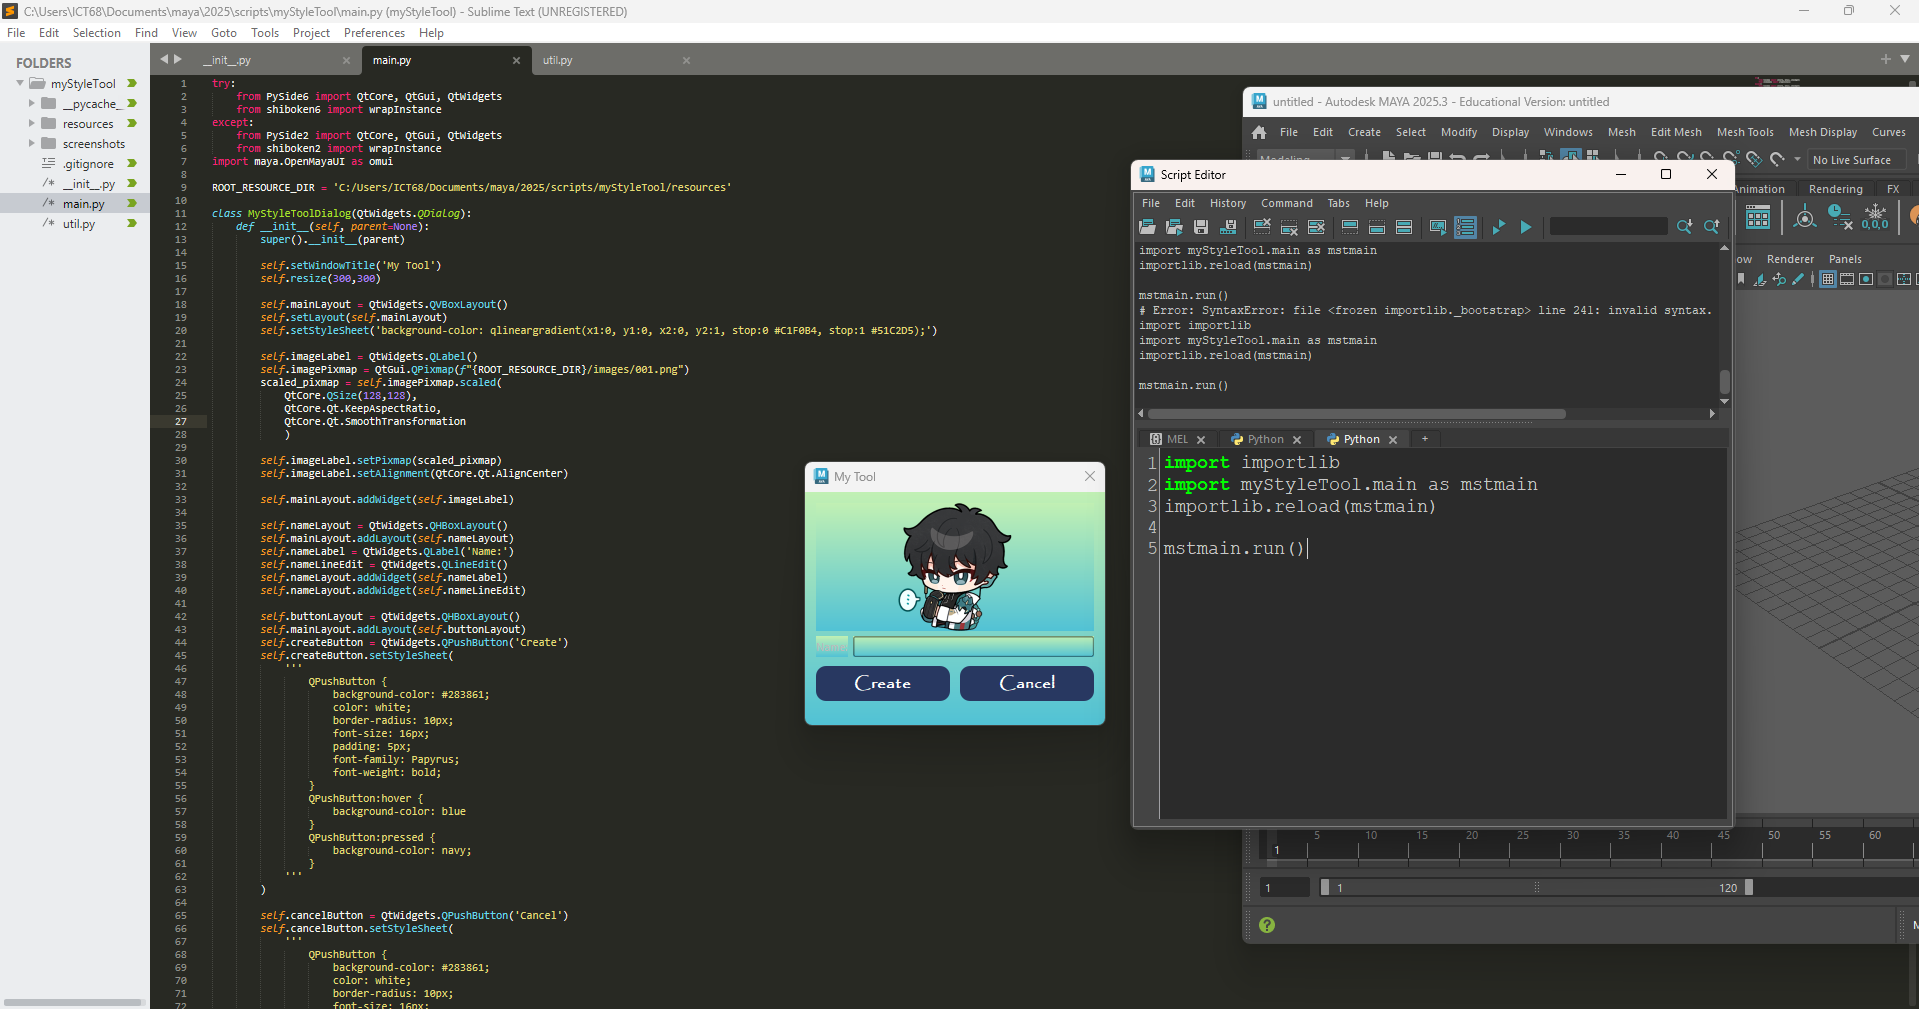 C:\Users\ICT68\Documents\maya\2025\scripts\myStyleTool\main.py (myStyleTool) - Sublime Text (UNREGISTERED)
File Edit Selection Find View Goto Tools Project Preferences Help
FOLDERS
myStyleTool
__pycache_
resources
screenshots
.gitignore
/* __init__.py
/* main.py
/* util.py
__init__.py
main.py
util.py
1 try:
2 from PySide6 import QtCore, QtGui, QtWidgets
3 from shiboken6 import wrapInstance
4 except:
5 from PySide2 import QtCore, QtGui, QtWidgets
6 from shiboken2 import wrapInstance
7 import maya.OpenMayaUI as omui
8
9 ROOT_RESOURCE_DIR = 'C:/Users/ICT68/Documents/maya/2025/scripts/myStyleTool/resources'
10
11 class MyStyleToolDialog(QtWidgets.QDialog):
12 def __init__(self, parent=None):
13 super().__init__(parent)
14
15 self.setWindowTitle('My Tool')
16 self.resize(300,300)
17
18 self.mainLayout = QtWidgets.QVBoxLayout()
19 self.setLayout(self.mainLayout)
20 self.setStyleSheet('background-color: qlineargradient(x1:0, y1:0, x2:0, y2:1, stop:0 #C1F0B4, stop:1 #51C2D5);')
21
22 self.imageLabel = QtWidgets.QLabel()
23 self.imagePixmap = QtGui.QPixmap(f"{ROOT_RESOURCE_DIR}/images/001.png")
24 scaled_pixmap = self.imagePixmap.scaled(
25 QtCore.QSize(128,128),
26 QtCore.Qt.KeepAspectRatio,
27 QtCore.Qt.SmoothTransformation
28 )
29
30 self.imageLabel.setPixmap(scaled_pixmap)
31 self.imageLabel.setAlignment(QtCore.Qt.AlignCenter)
32
33 self.mainLayout.addWidget(self.imageLabel)
34
35 self.nameLayout = QtWidgets.QHBoxLayout()
36 self.mainLayout.addLayout(self.nameLayout)
37 self.nameLabel = QtWidgets.QLabel('Name:')
38 self.nameLineEdit = QtWidgets.QLineEdit()
39 self.nameLayout.addWidget(self.nameLabel)
40 self.nameLayout.addWidget(self.nameLineEdit)
41
42 self.buttonLayout = QtWidgets.QHBoxLayout()
43 self.mainLayout.addLayout(self.buttonLayout)
44 self.createButton = QtWidgets.QPushButton('Create')
45 self.createButton.setStyleSheet(
46 '''
47 QPushButton {
48 background-color: #283861;
49 color: white;
50 border-radius: 10px;
51 font-size: 16px;
52 padding: 5px;
53 font-family: Papyrus;
54 font-weight: bold;
55 }
56 QPushButton:hover {
57 background-color: blue
58 }
59 QPushButton:pressed {
60 background-color: navy;
61 }
62 '''
63 )
64
65 self.cancelButton = QtWidgets.QPushButton('Cancel')
66 self.cancelButton.setStyleSheet(
67 '''
68 QPushButton {
69 background-color: #283861;
70 color: white;
71 border-radius: 10px;
72 font-size: 16px;
My Tool
Create Cancel
untitled - Autodesk MAYA 2025.3 - Educational Version: untitled
File Edit Create Select Modify Display Windows Mesh Edit Mesh Mesh Tools Mesh Display Curves
No Live Surface
Rendering FX
0,0,0
Renderer Panels
Script Editor
File Edit History Command Tabs Help
import myStyleTool.main as mstmain
importlib.reload(mstmain)
mstmain.run()
# Error: SyntaxError: file <frozen importlib._bootstrap> line 241: invalid syntax.
import importlib
import myStyleTool.main as mstmain
importlib.reload(mstmain)
mstmain.run()
MEL Python Python +
1 import importlib
2 import myStyleTool.main as mstmain
3 importlib.reload(mstmain)
4
5 mstmain.run()
5 10 15 20 25 30 35 40 45 50 55 60
1
1 1 120